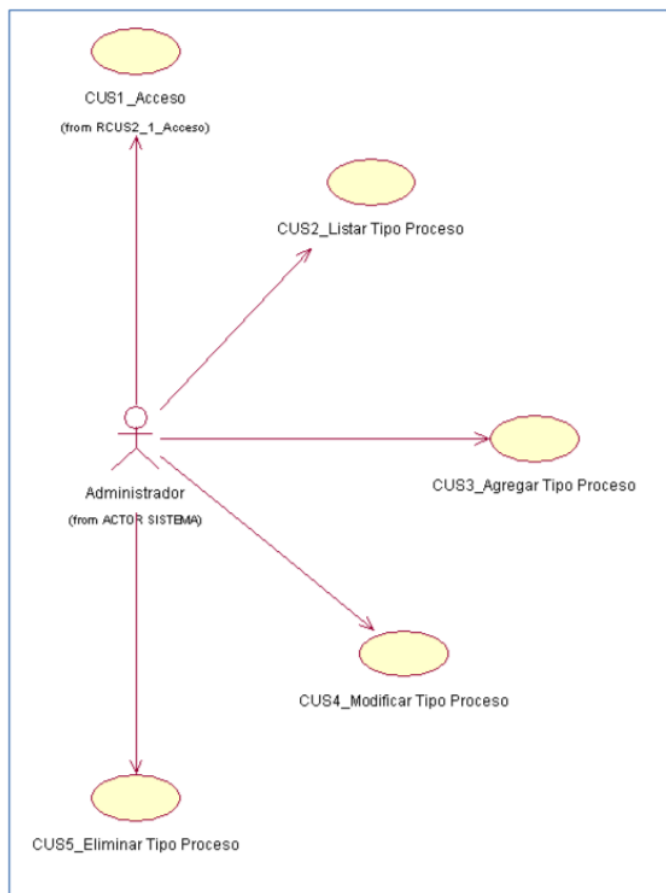 CUS1_Acceso
(from RCUS2_1_Acceso)
CUS2_Listar Tipo Proceso
CUS3_Agregar Tipo Proceso
Administrador
(from ACTOR SISTEMA)
CUS4_Modificar Tipo Proceso
CUS5_Eliminar Tipo Proceso